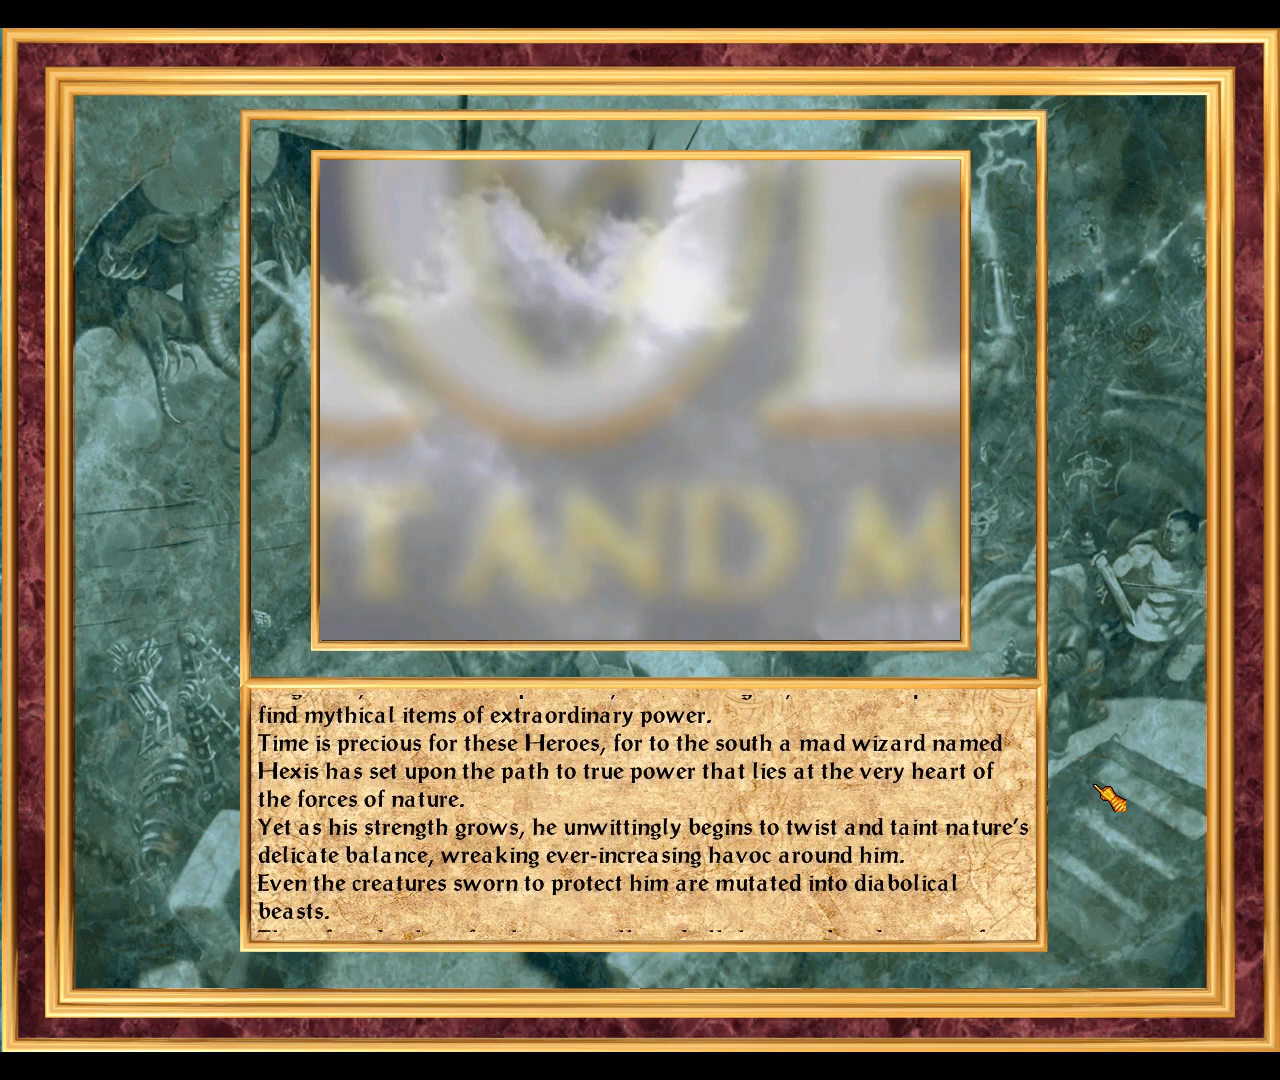 T AND M
find mythical items of extraordinary power.
Time is precious for these Heroes, for to the south a mad wizard named
Hexis has set upon the path to true power that lies at the very heart of
the forces of nature.
Yet as his strength grows, he unwittingly begins to twist and taint nature's
delicate balance, wreaking ever-increasing havoc around him.
Even the creatures sworn to protect him are mutated into diabolical
beasts.